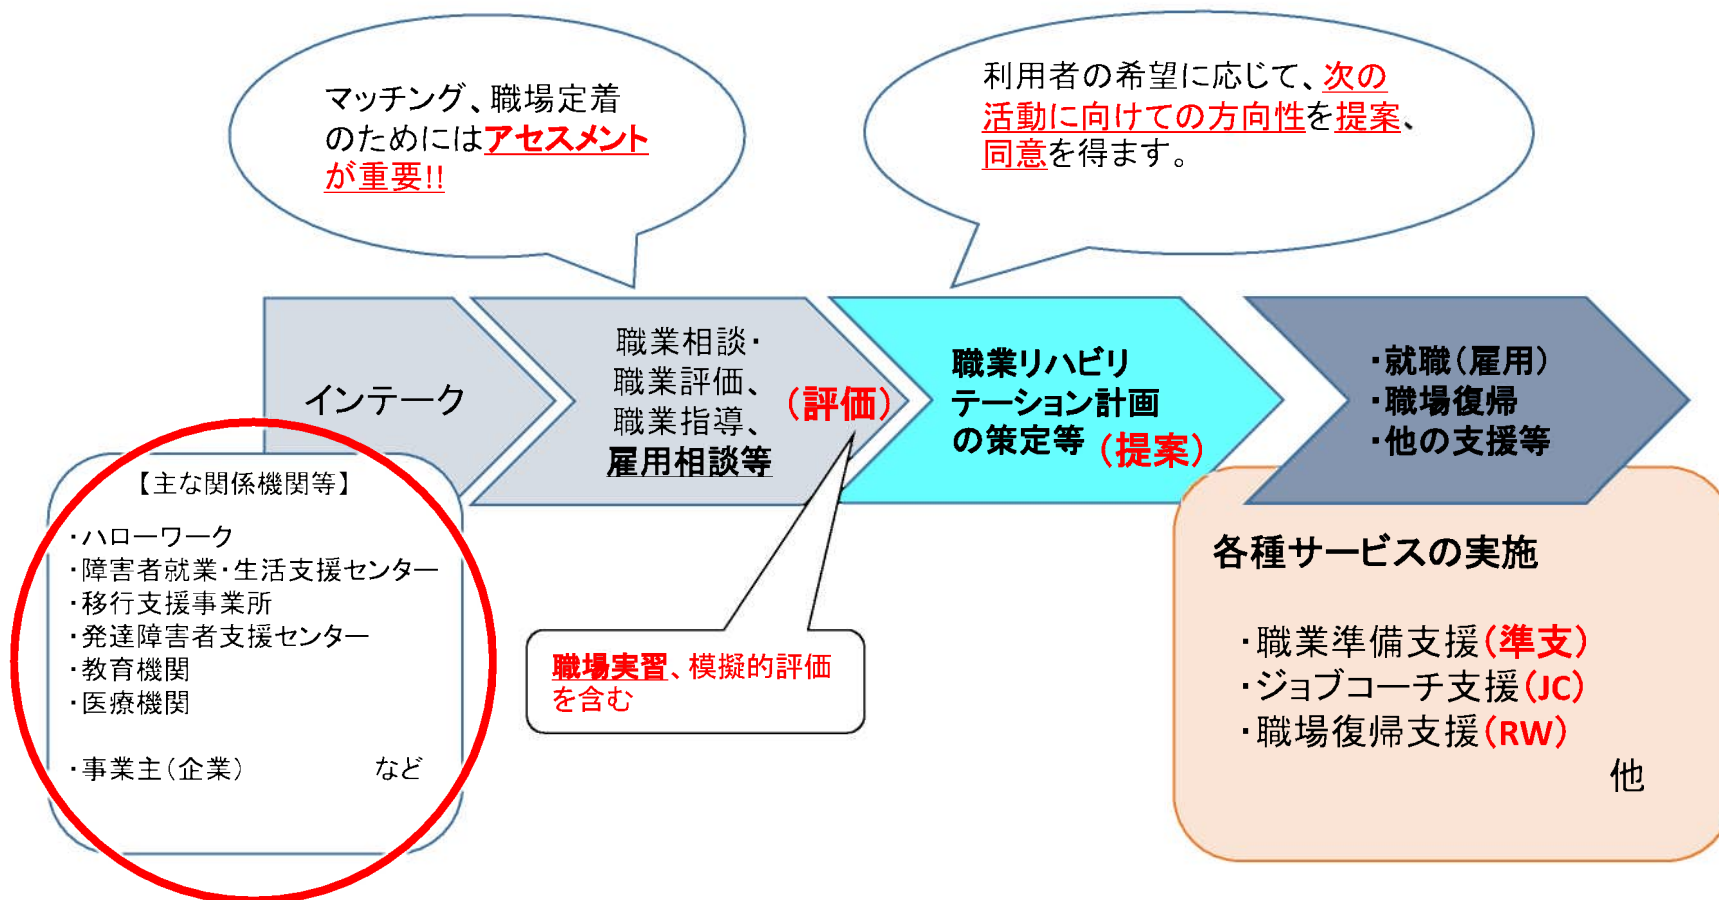 マッチング、職場定着
のためにはアセスメント
が重要!!
利用者の希望に応じて、次の
活動に向けての方向性を提案、
同意を得ます。
インテーク
職業相談・
職業評価、
職業指導、
雇用相談等
(評価)
職業リハビリ
テーション計画
の策定等(提案)
・就職(雇用)
・職場復帰
・他の支援等
【主な関係機関等】
・ハローワーク
・障害者就業・生活支援センター
・移行支援事業所
・発達障害者支援センター
・教育機関
・医療機関
・事業主(企業) など
職場実習、模擬的評価
を含む
各種サービスの実施
・職業準備支援(準支)
・ジョブコーチ支援(JC)
・職場復帰支援(RW)
他